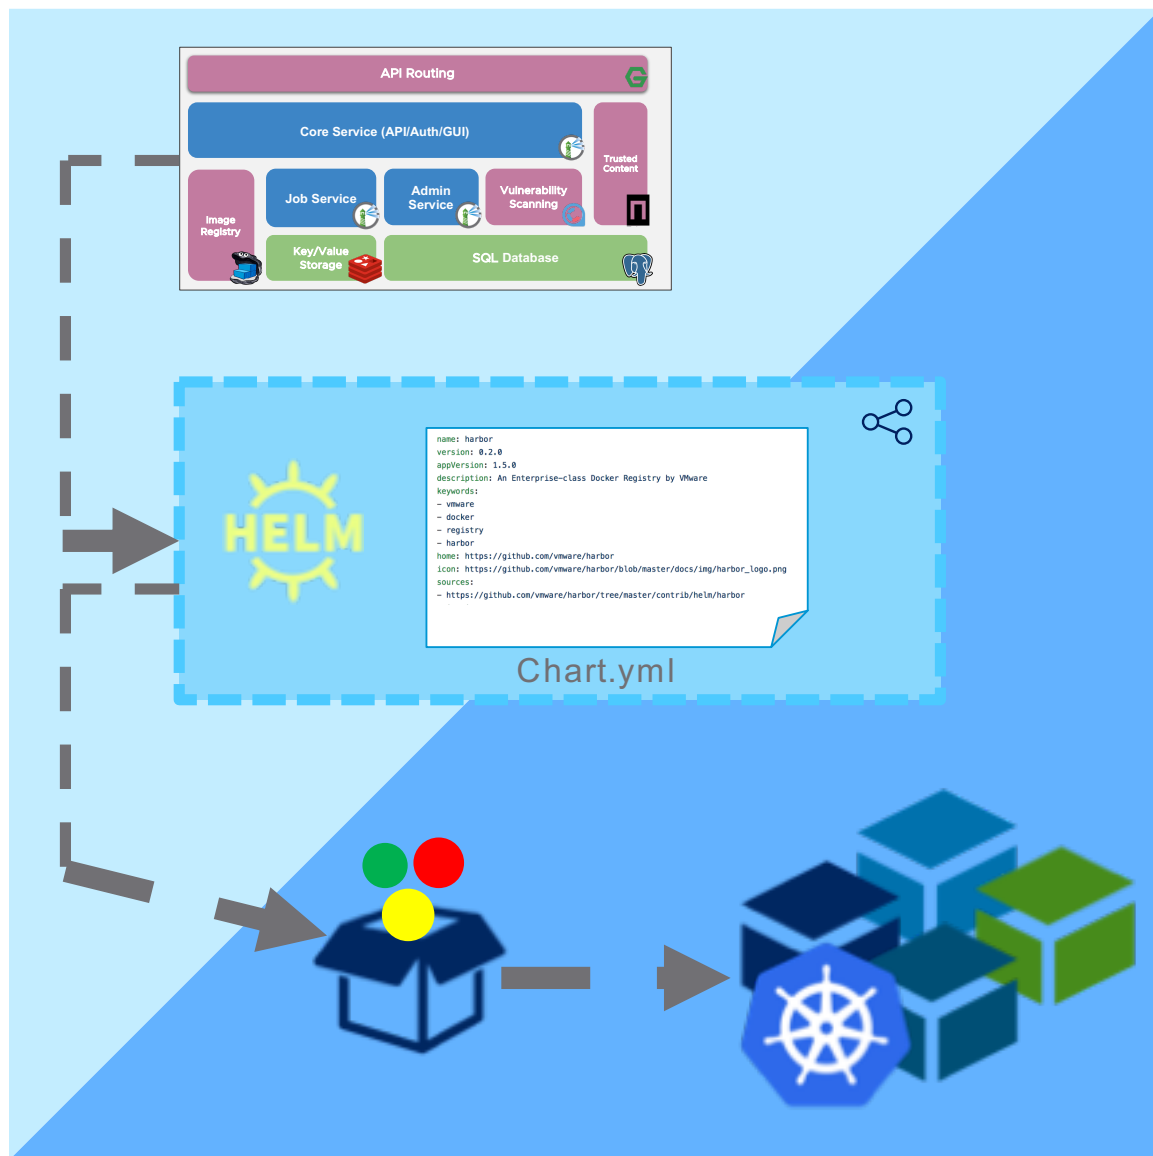 API Routing
Core Service (API/Auth/GUI)
Trusted
Content
Job Service
Admin
Service
Vulnerability
Scanning
Image
Registry
Key/Value
Storage
SQL Database
HELM
name: harbor
version: 0.2.0
appVersion: 1.5.0
description: An Enterprise-class Docker Registry by VMware
keywords:
- vmware
- docker
- registry
- harbor
home: https://github.com/vmware/harbor
icon: https://github.com/vmware/harbor/blob/master/docs/img/harbor_logo.png
sources:
- https://github.com/vmware/harbor/tree/master/contrib/helm/harbor
Chart.yml